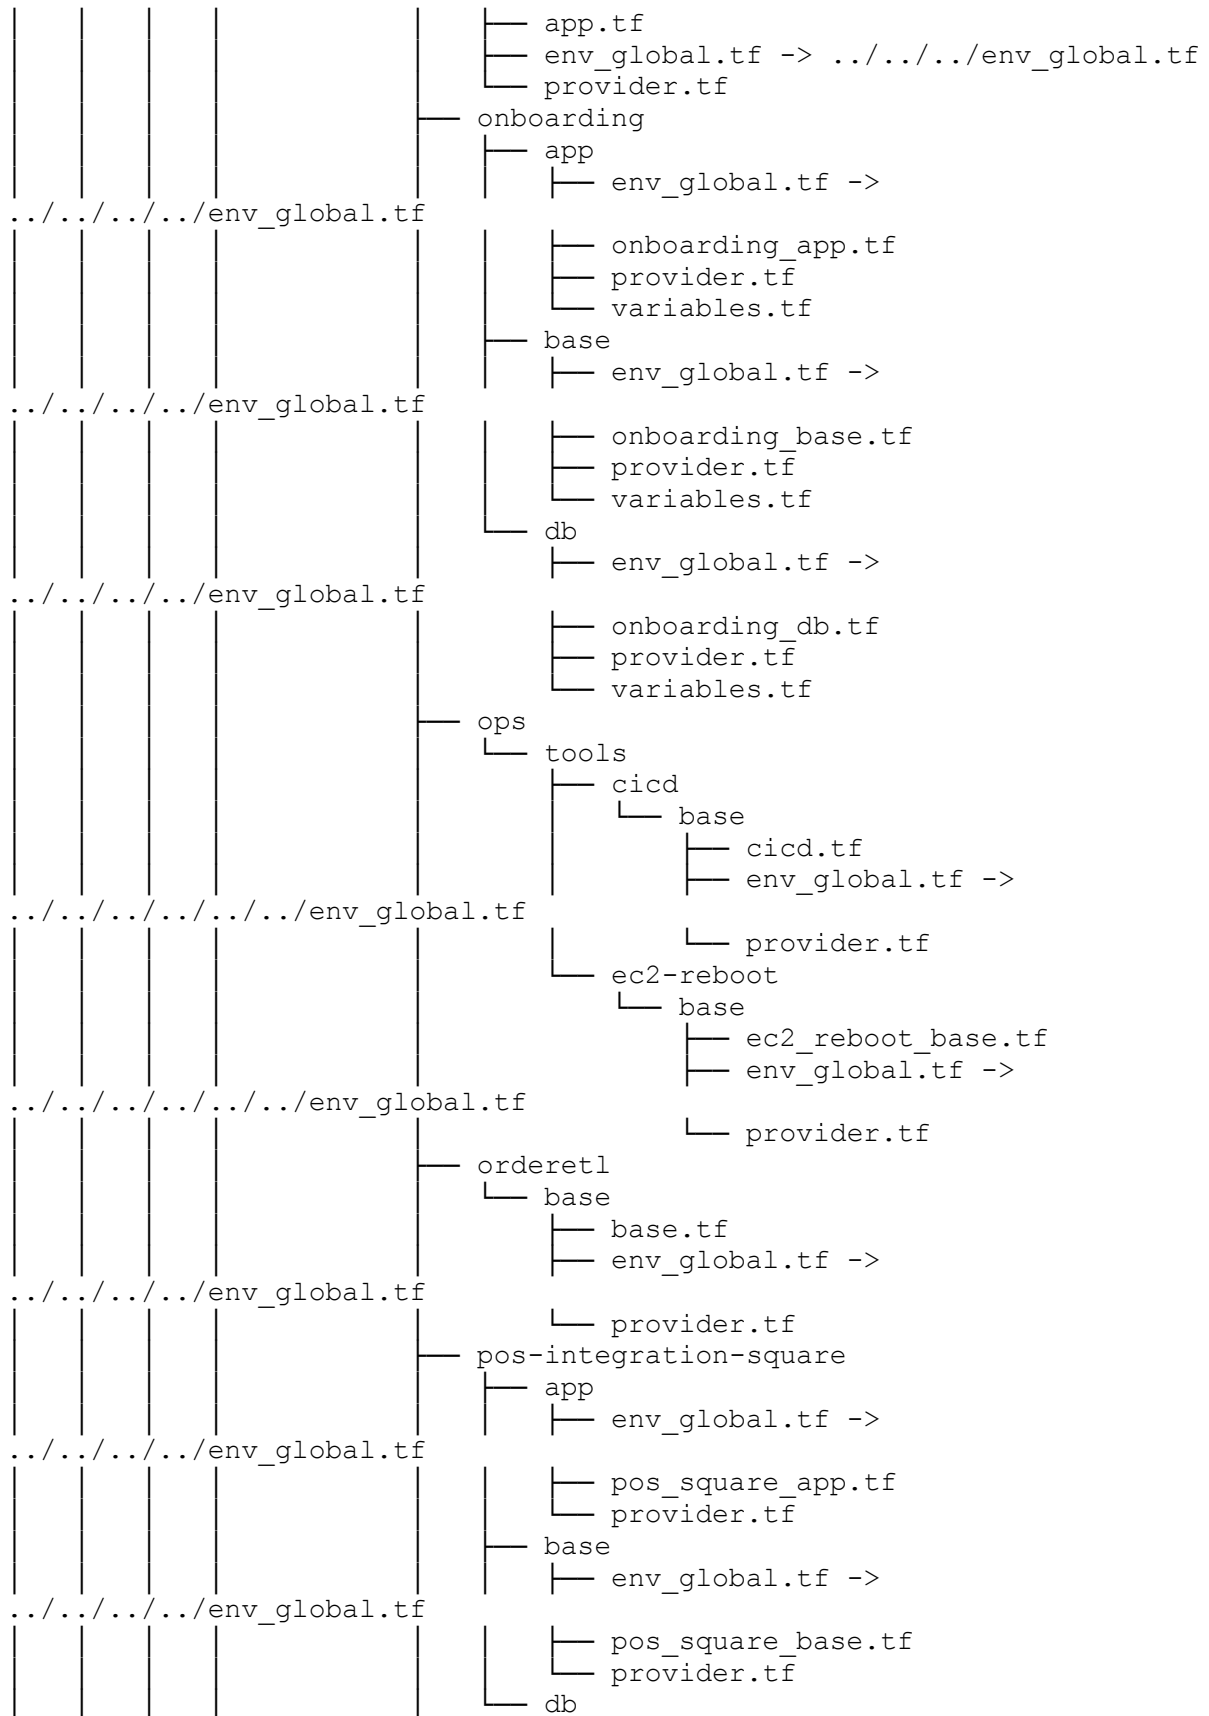 │   │   │   │           │   ├── app.tf
│   │   │   │           │   ├── env_global.tf -> ../../../env_global.tf
│   │   │   │           │   └── provider.tf
│   │   │   │           ├── onboarding
│   │   │   │           │   ├── app
│   │   │   │           │   │   ├── env_global.tf ->
../../../../env_global.tf
│   │   │   │           │   │   ├── onboarding_app.tf
│   │   │   │           │   │   ├── provider.tf
│   │   │   │           │   │   └── variables.tf
│   │   │   │           │   ├── base
│   │   │   │           │   │   ├── env_global.tf ->
../../../../env_global.tf
│   │   │   │           │   │   ├── onboarding_base.tf
│   │   │   │           │   │   ├── provider.tf
│   │   │   │           │   │   └── variables.tf
│   │   │   │           │   └── db
│   │   │   │           │       ├── env_global.tf ->
../../../../env_global.tf
│   │   │   │           │       ├── onboarding_db.tf
│   │   │   │           │       ├── provider.tf
│   │   │   │           │       └── variables.tf
│   │   │   │           ├── ops
│   │   │   │           │   └── tools
│   │   │   │           │       ├── cicd
│   │   │   │           │       │   └── base
│   │   │   │           │       │       ├── cicd.tf
│   │   │   │           │       │       ├── env_global.tf ->
../../../../../../env_global.tf
│   │   │   │           │       │       └── provider.tf
│   │   │   │           │       └── ec2-reboot
│   │   │   │           │           └── base
│   │   │   │           │               ├── ec2_reboot_base.tf
│   │   │   │           │               ├── env_global.tf ->
../../../../../../env_global.tf
│   │   │   │           │               └── provider.tf
│   │   │   │           ├── orderetl
│   │   │   │           │   └── base
│   │   │   │           │       ├── base.tf
│   │   │   │           │       ├── env_global.tf ->
../../../../env_global.tf
│   │   │   │           │       └── provider.tf
│   │   │   │           ├── pos-integration-square
│   │   │   │           │   ├── app
│   │   │   │           │   │   ├── env_global.tf ->
../../../../env_global.tf
│   │   │   │           │   │   ├── pos_square_app.tf
│   │   │   │           │   │   └── provider.tf
│   │   │   │           │   ├── base
│   │   │   │           │   │   ├── env_global.tf ->
../../../../env_global.tf
│   │   │   │           │   │   ├── pos_square_base.tf
│   │   │   │           │   │   └── provider.tf
│   │   │   │           │   └── db